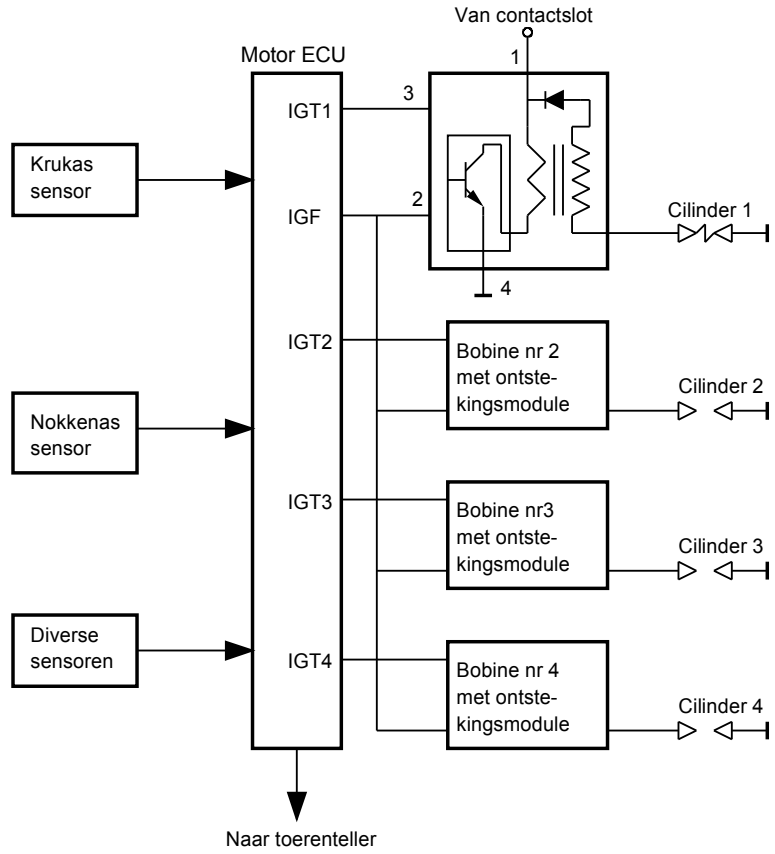 Van contactslot
1
Motor ECU
IGT1
3
Krukas
sensor
IGF
2
Cilinder 1
4
IGT2
Bobine nr 2
met ontste-
kingsmodule
Cilinder 2
Nokkenas
sensor
IGT3
Bobine nr3
met ontste-
kingsmodule
Cilinder 3
Diverse
sensoren
IGT4
Bobine nr 4
met ontste-
kingsmodule
Cilinder 4
Naar toerenteller